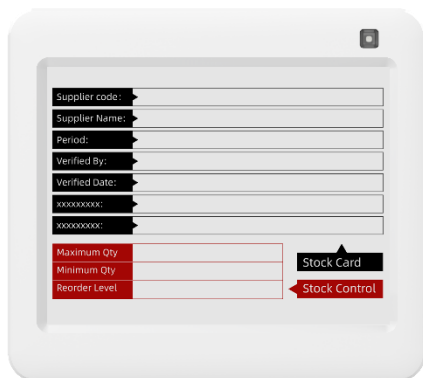 Supplier code:
Supplier Name:
Period:
Verified By:
Verified Date:
xxxxxxxxx:
xxxxxxxxx:
Maximum Qty
Minimum Qty
Reorder Level
Stock Card
Stock Control